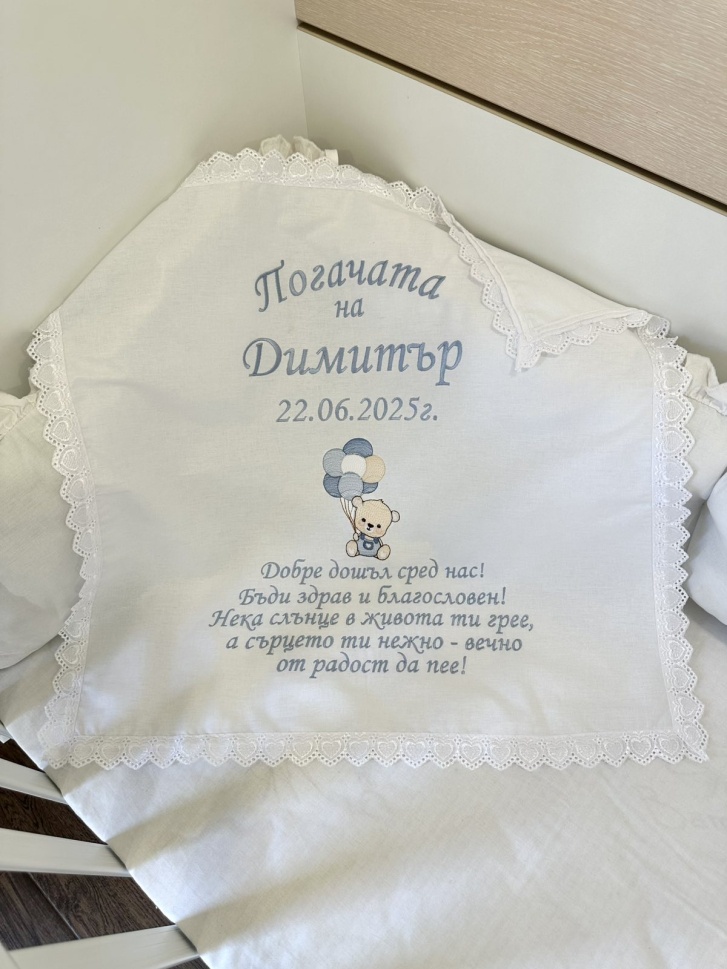 Погачата
на
Димитър
22.06.2025г.
Добре дошъл сред нас!
Бъди здрав и благословен!
Нека слънце в живота ти грее,
а сърцето ти нежно - вечно
от радост да пее!